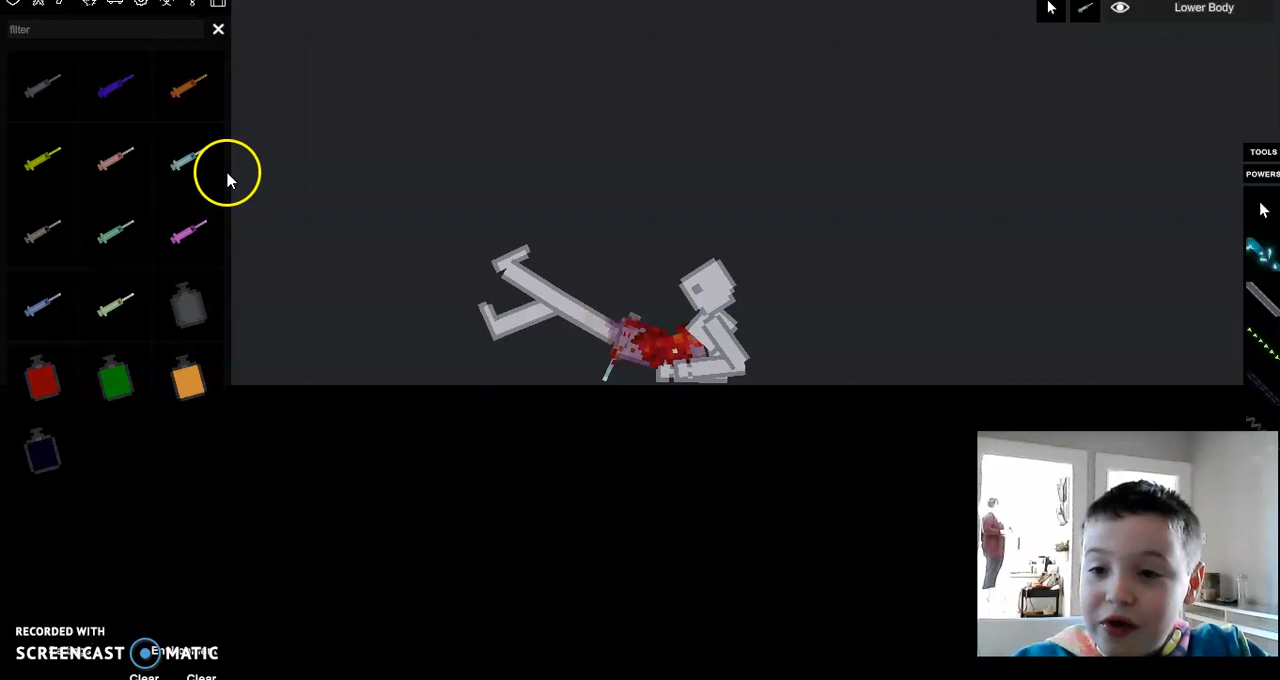 filter
Lower Body
TOOLS
POWERS
RECORDED WITH
SCREENCAST MATIC
Clear
Clear